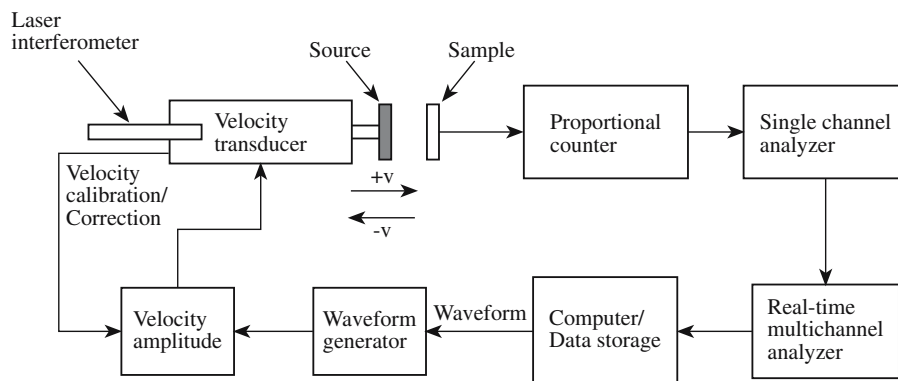 Laser
interferometer
Source
Sample
Velocity
transducer
Proportional
counter
Single channel
analyzer
Velocity
calibration/
Correction
+v
-v
Velocity
amplitude
Waveform
generator
Waveform
Computer/
Data storage
Real-time
multichannel
analyzer